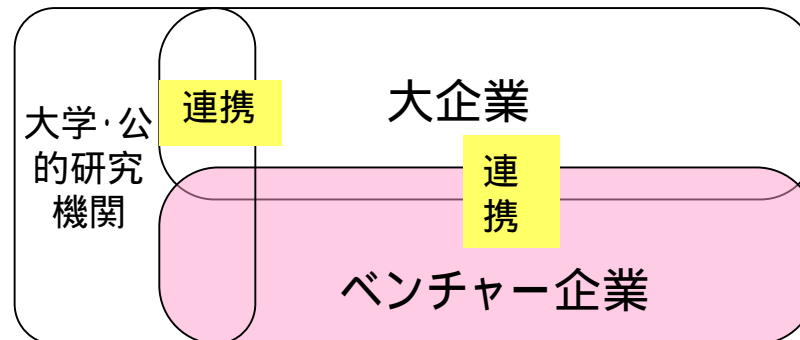 大学・公
的研究
機関
連携
大企業
連
携
ベンチャー企業